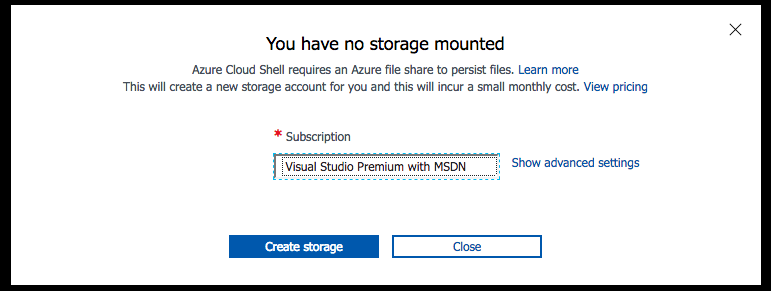 You have no storage mounted
Azure Cloud Shell requires an Azure file share to persist files. Learn more
This will create a new storage account for you and this will incur a small monthly cost. View pricing
* Subscription
Visual Studio Premium with MSDN
Show advanced settings
Create storage
Close